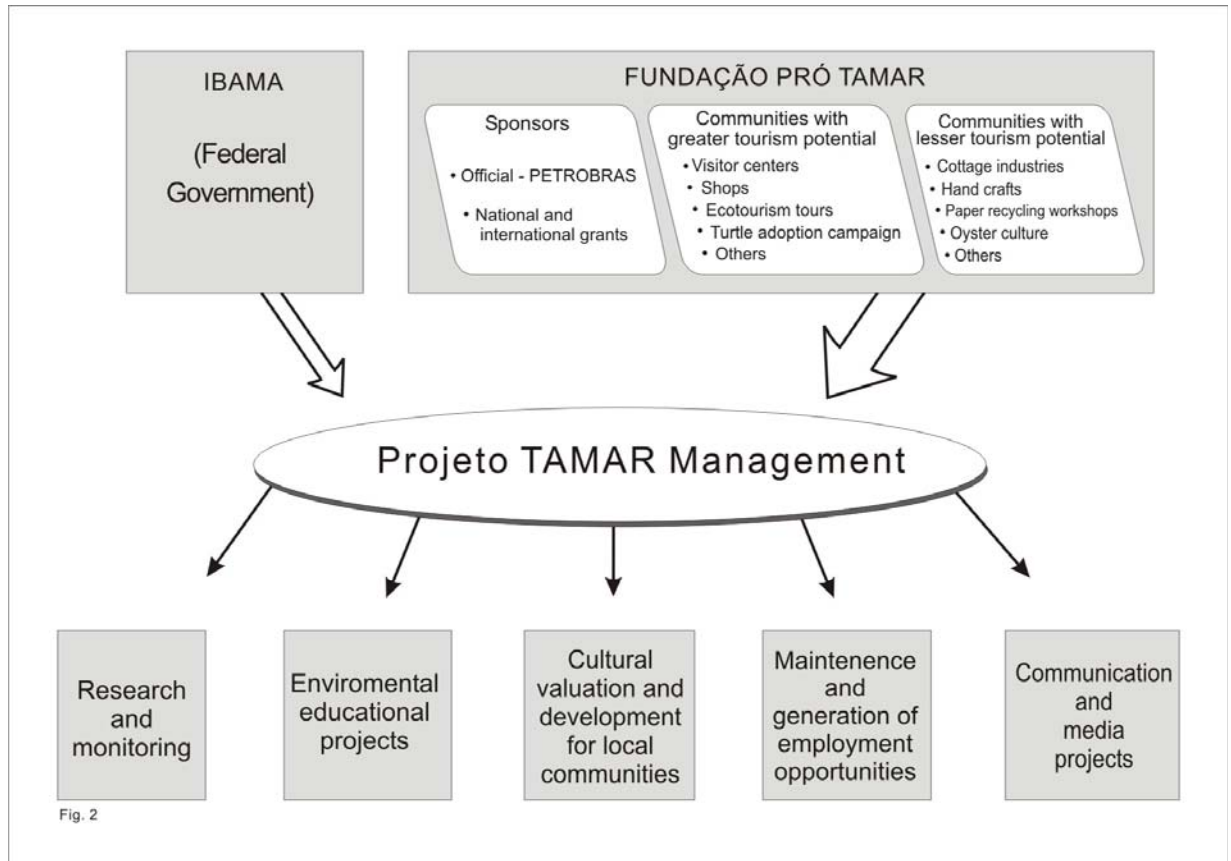 IBAMA
(Federal
Government)
FUNDAÇÃO PRÓ TAMAR
Sponsors
• Official - PETROBRAS
• National and
international grants
Communities with
greater tourism potential
• Visitor centers
• Shops
• Ecotourism tours
• Turtle adoption campaign
• Others
Communities with
lesser tourism potential
• Cottage industries
• Hand crafts
• Paper recycling workshops
• Oyster culture
• Others
Projeto TAMAR Management
Research
and
monitoring
Enviromental
educational
projects
Cultural
valuation and
development
for local
communities
Maintenence
and
generation of
employment
opportunities
Communication
and
media
projects
Fig. 2